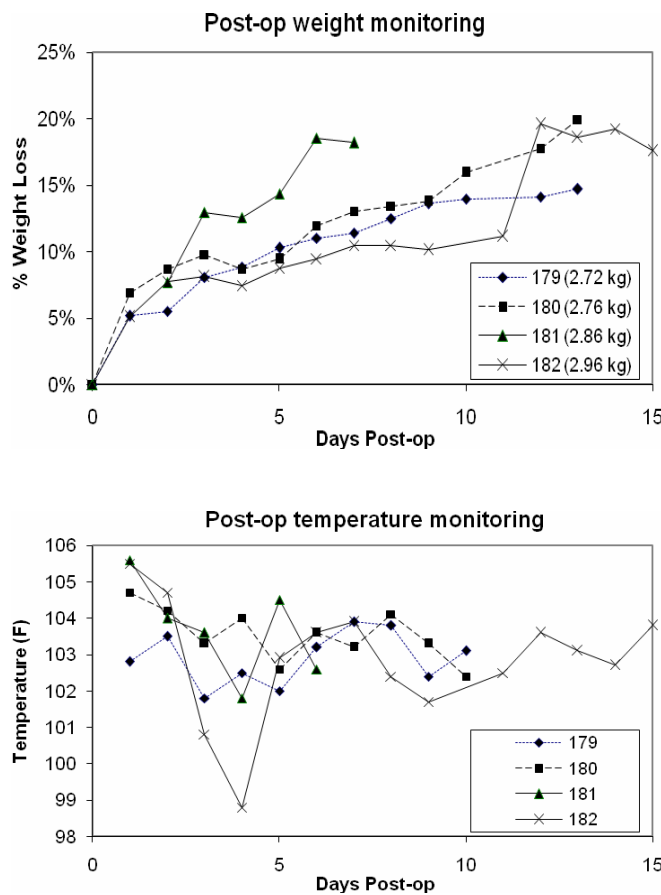 Post-op weight monitoring
25%
20%
15%
10%
5%
0%
% Weight Loss
179 (2.72 kg)
180 (2.76 kg)
181 (2.86 kg)
182 (2.96 kg)
0 5 10 15
Days Post-op
Post-op temperature monitoring
106
105
104
103
102
101
100
99
98
Temperature (F)
179
180
181
182
0 5 10 15
Days Post-op